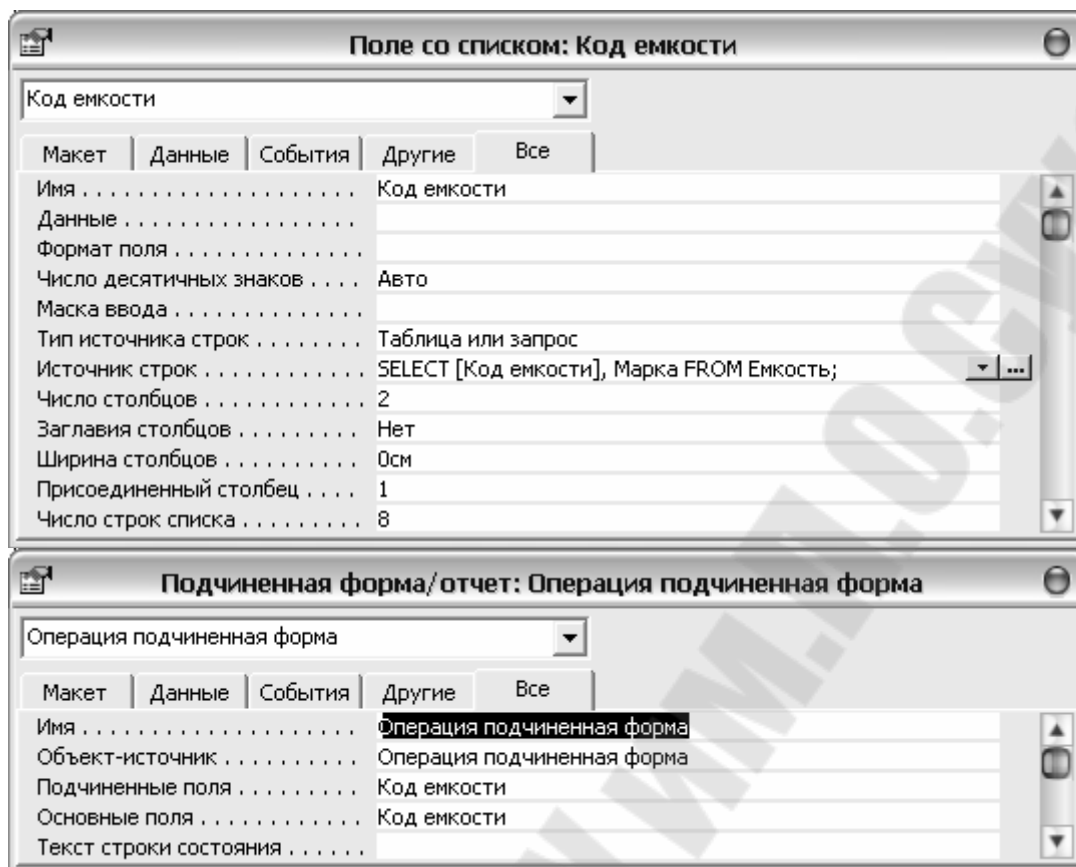 Поле со списком: Код емкости
Код емкости
Макет Данные События Другие Все
Имя . . . . . . . . . . . . . . . . . . . . Код емкости
Данные . . . . . . . . . . . . . . . . .
Формат поля . . . . . . . . . . . . . .
Число десятичных знаков . . . . Авто
Маска ввода . . . . . . . . . . . . . .
Тип источника строк . . . . . . . . Таблица или запрос
Источник строк . . . . . . . . . . . . SELECT [Код емкости], Марка FROM Емкость;
Число столбцов . . . . . . . . . . . . 2
Заглавия столбцов . . . . . . . . . Нет
Ширина столбцов . . . . . . . . . . 0см
Присоединенный столбец . . . . 1
Число строк списка . . . . . . . . . 8
Подчиненная форма/отчет: Операция подчиненная форма
Операция подчиненная форма
Макет Данные События Другие Все
Имя . . . . . . . . . . . . . . . . . . . . Операция подчиненная форма
Объект-источник . . . . . . . . . . Операция подчиненная форма
Подчиненные поля . . . . . . . . . Код емкости
Основные поля . . . . . . . . . . . . Код емкости
Текст строки состояния . . . . . .